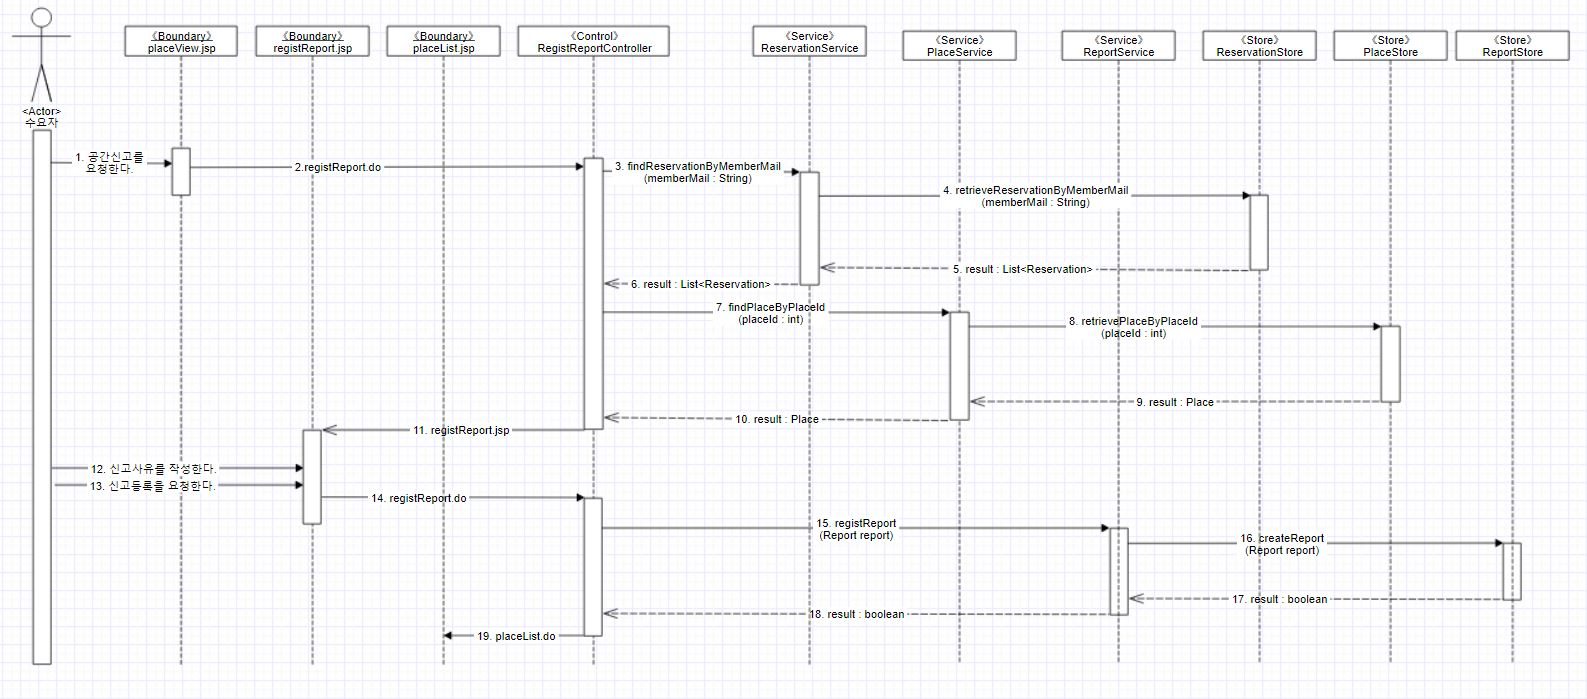 《Boundary》
placeView.jsp
《Boundary》
registReport.jsp
《Boundary》
placeList.jsp
《Control》
RegistReportController
《Service》
ReservationService
《Service》
PlaceService
《Service》
ReportService
《Store》
ReservationStore
《Store》
PlaceStore
《Store》
ReportStore
<Actor>
수요자
1. 공간신고를
요청한다.
2.registReport.do
3. findReservationByMemberMail
(memberMail : String)
4. retrieveReservationByMemberMail
(memberMail : String)
5. result : List<Reservation>
6. result : List<Reservation>
7. findPlaceByPlaceId
(placeId : int)
8. retrievePlaceByPlaceId
(placeId : int)
9. result : Place
10. result : Place
11. registReport.jsp
12. 신고사유를 작성한다.
13. 신고등록을 요청한다.
14. registReport.do
15. registReport
(Report report)
16. createReport
(Report report)
17. result : boolean
18. result : boolean
19. placeList.do